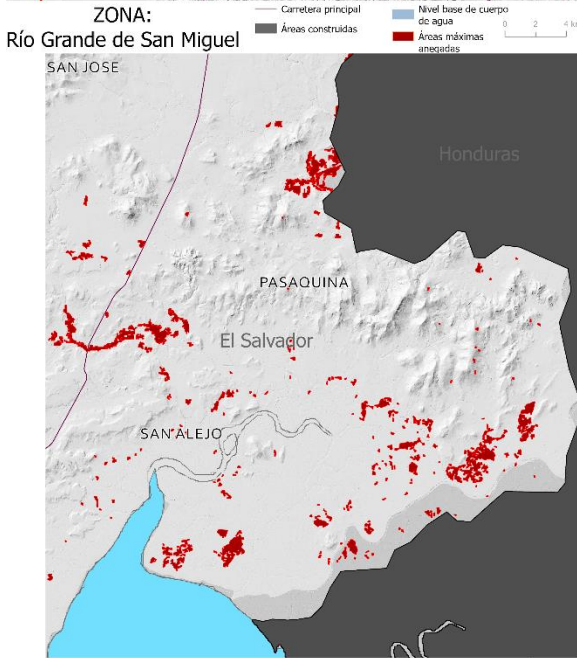 ZONA:
Río Grande de San Miguel
Carretera principal
Áreas construidas
Nivel base de cuerpo
de agua
Áreas máximas
anegadas
0 2 4 km
SAN JOSE
Honduras
PASAQUINA
El Salvador
SAN ALEJO